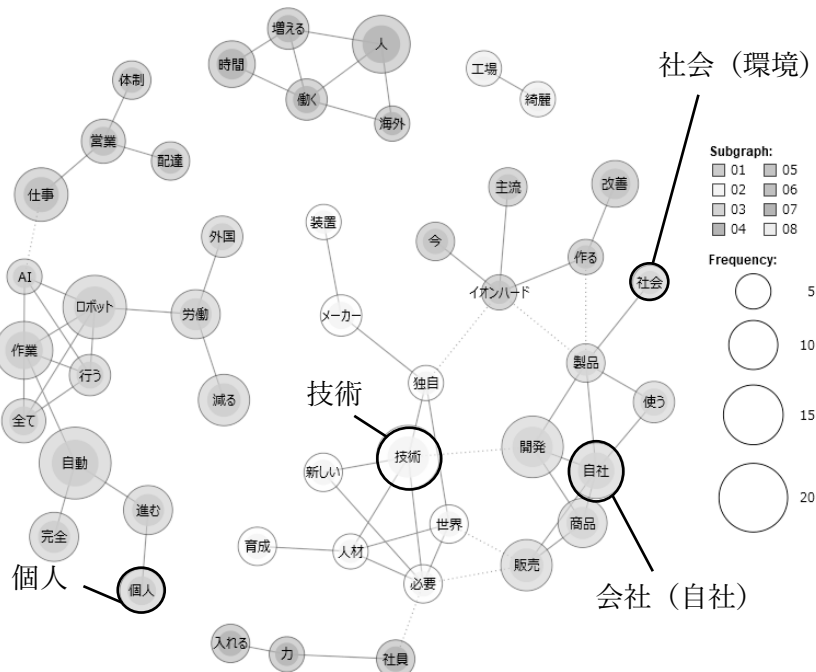 増える
人
時間
働く
海外
工場
綺麗
社会（環境）
体制
営業
配達
仕事
主流
改善
Subgraph:
01 05
02 06
03 07
04 08
外国
装置
今
作る
社会
Frequency:
5
10
15
20
AI
ロボット
労働
イオンハード
メーカー
作業
行う
製品
独自
使う
減る
全て
技術
技術
開発
自社
自動
新しい
進む
完全
世界
商品
育成
人材
販売
必要
個人
個人
会社（自社）
入れる
力
社員